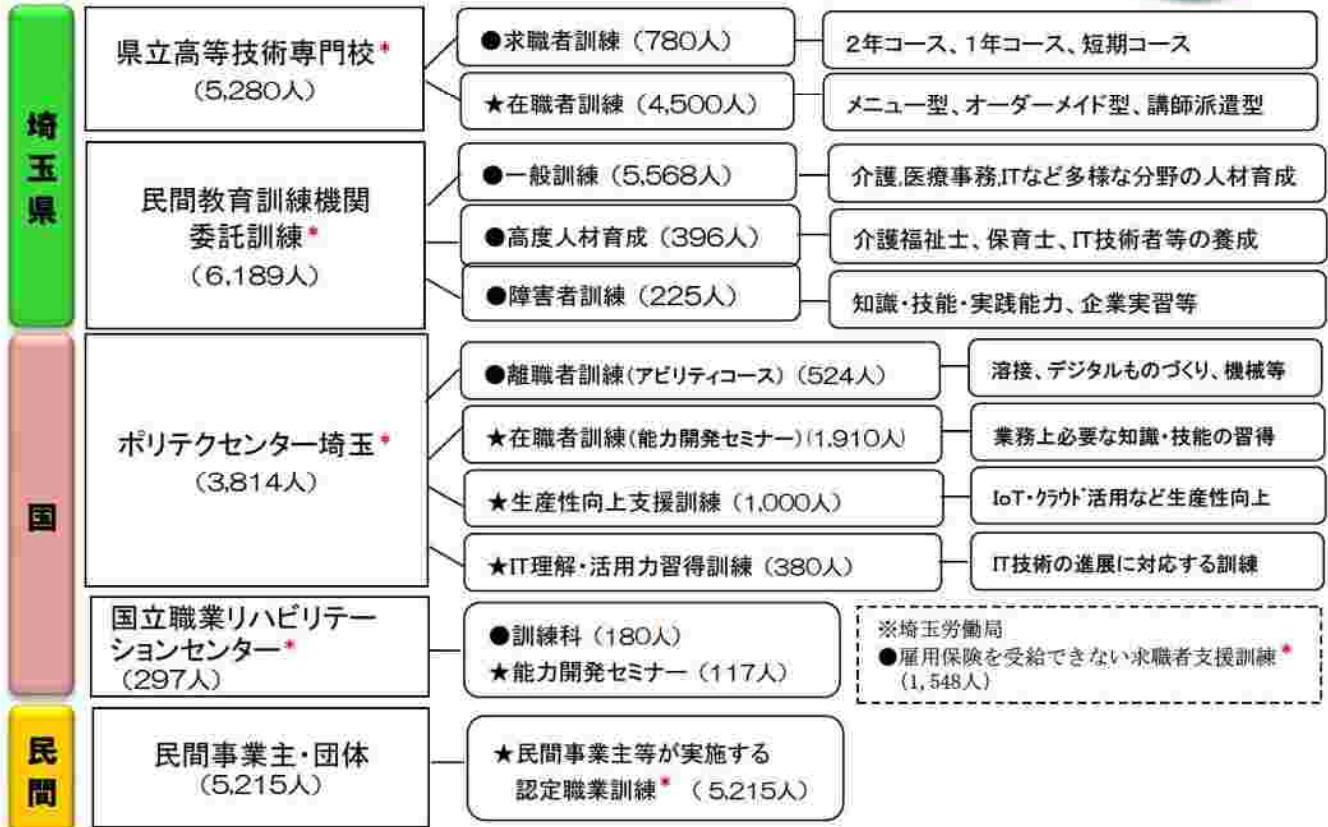 埼玉県
県立高等技術専門校*
(5,280人)
●求職者訓練 (780人)
2年コース、1年コース、短期コース
★在職者訓練 (4,500人)
メニュー型、オーダーメイド型、講師派遣型
民間教育訓練機関
委託訓練*
(6,189人)
●一般訓練 (5,568人)
介護,医療事務,ITなど多様な分野の人材育成
●高度人材育成 (396人)
介護福祉士、保育士、IT技術者等の養成
●障害者訓練 (225人)
知識・技能・実践能力、企業実習等
国
ポリテクセンター埼玉*
(3,814人)
●離職者訓練(アビリティコース) (524人)
溶接、デジタルものづくり、機械等
★在職者訓練(能力開発セミナー)(1,910人)
業務上必要な知識・技能の習得
★生産性向上支援訓練 (1,000人)
IoT・クラウド活用など生産性向上
★IT理解・活用力習得訓練 (380人)
IT技術の進展に対応する訓練
国立職業リハビリテー
ションセンター*
(297人)
●訓練科 (180人)
★能力開発セミナー (117人)
※埼玉労働局
●雇用保険を受給できない求職者支援訓練*
(1,548人)
民間
民間事業主・団体
(5,215人)
★民間事業主等が実施する
認定職業訓練* (5,215人)